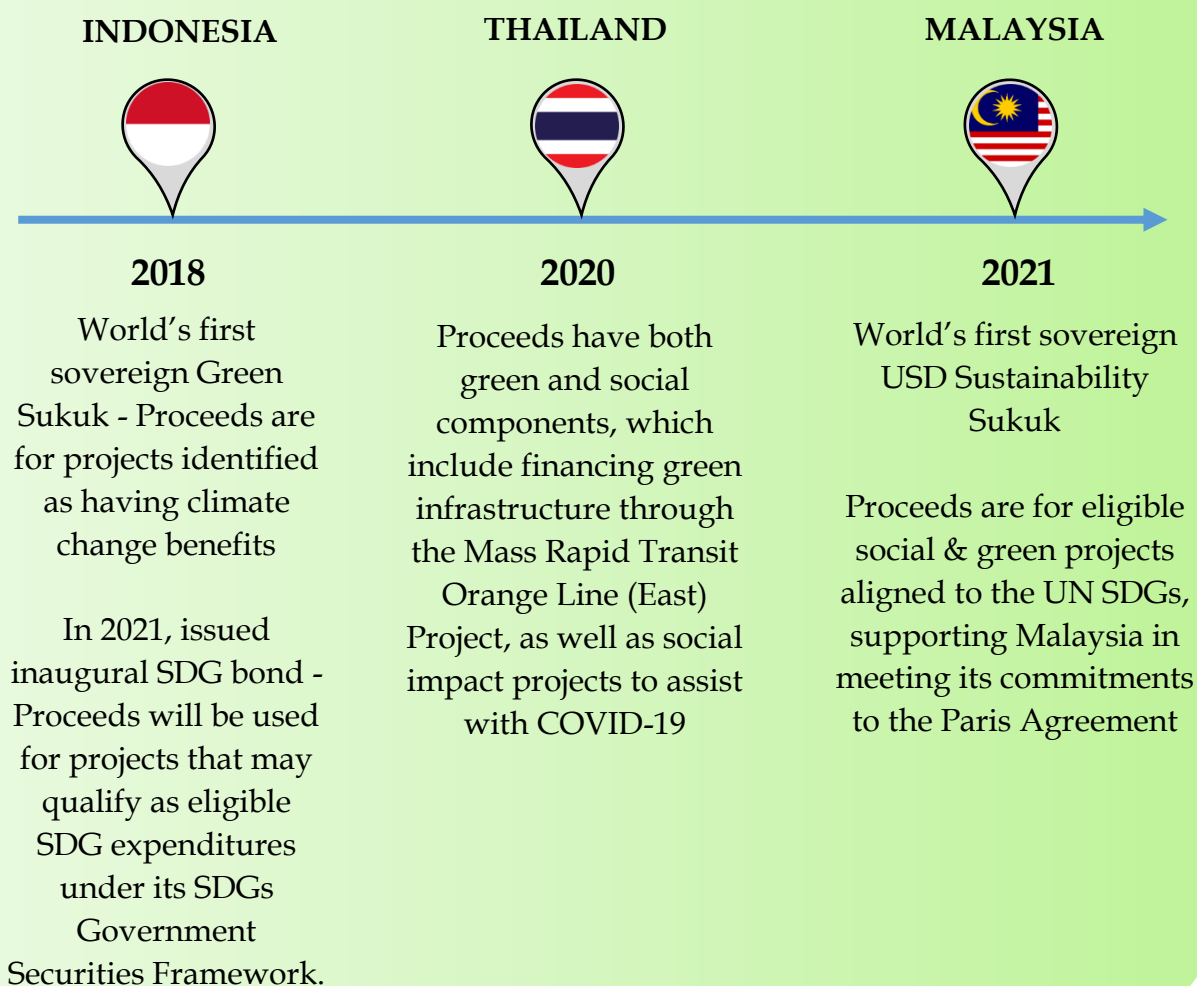 INDONESIA
2018
World’s first
sovereign Green
Sukuk - Proceeds are
for projects identified
as having climate
change benefits
In 2021, issued
inaugural SDG bond -
Proceeds will be used
for projects that may
qualify as eligible
SDG expenditures
under its SDGs
Government
Securities Framework.
THAILAND
2020
Proceeds have both
green and social
components, which
include financing green
infrastructure through
the Mass Rapid Transit
Orange Line (East)
Project, as well as social
impact projects to assist
with COVID-19
MALAYSIA
2021
World’s first sovereign
USD Sustainability
Sukuk
Proceeds are for eligible
social & green projects
aligned to the UN SDGs,
supporting Malaysia in
meeting its commitments
to the Paris Agreement